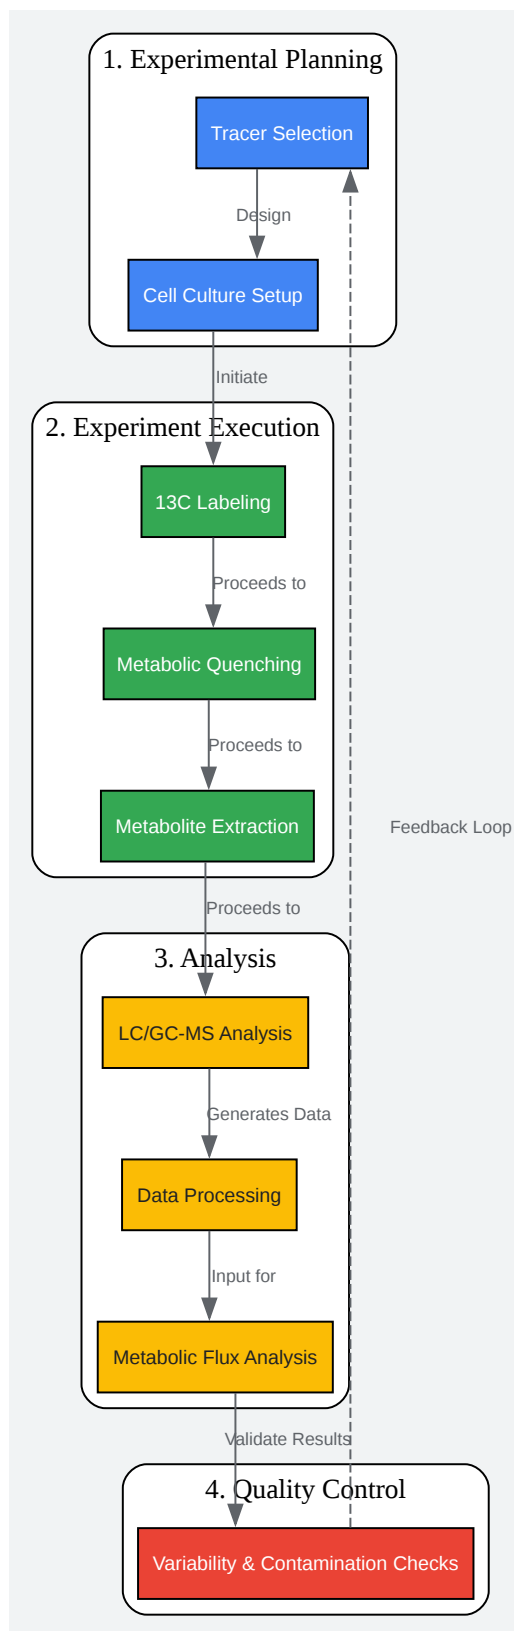 1. Experimental Planning
Tracer Selection
Design
Cell Culture Setup
Initiate
2. Experiment Execution
13C Labeling
Proceeds to
Metabolic Quenching
Proceeds to
Metabolite Extraction
Feedback Loop
Proceeds to
3. Analysis
LC/GC-MS Analysis
Generates Data
Data Processing
Input for
Metabolic Flux Analysis
Validate Results
4. Quality Control
Variability & Contamination Checks